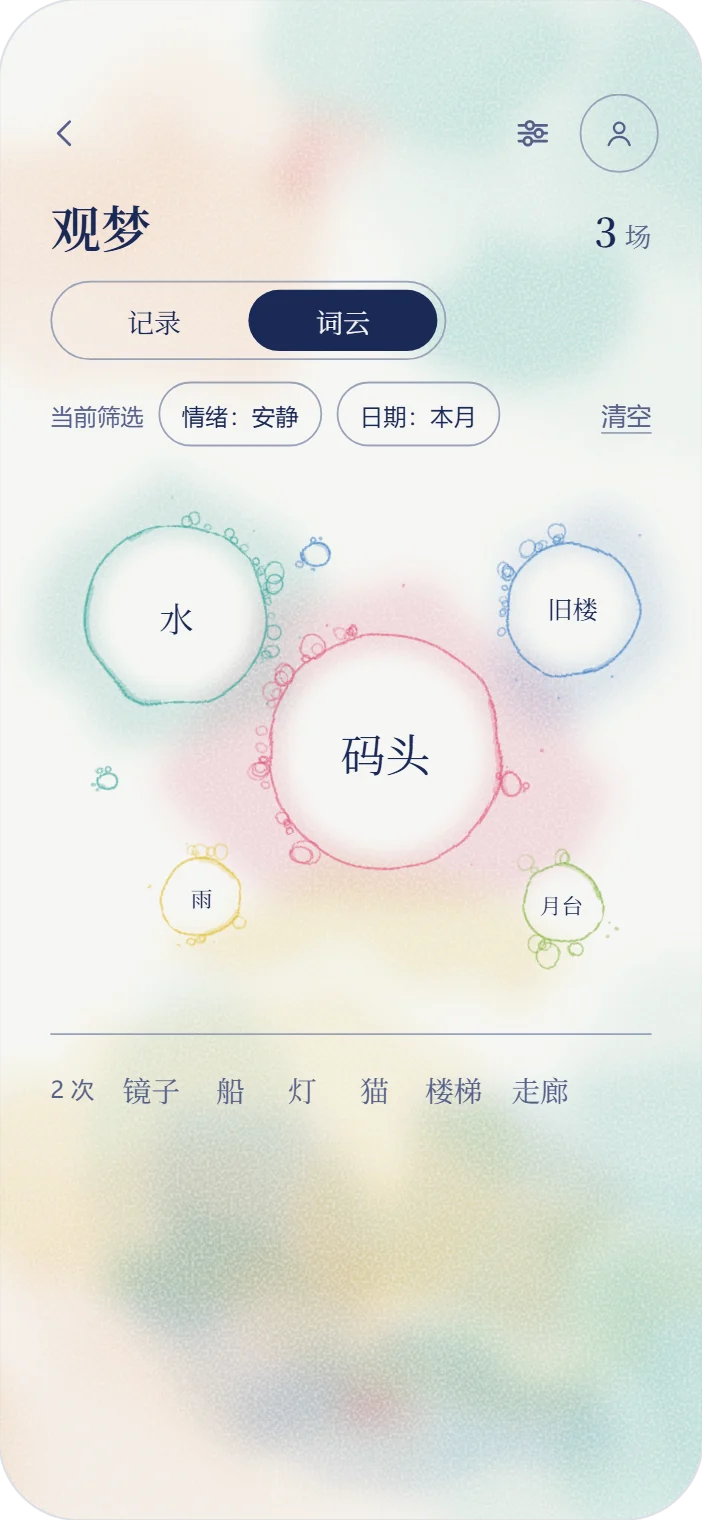 观梦
3 场
记录 词云
当前筛选 情绪：安静 日期：本月 清空
水
旧楼
码头
雨
月台
2 次 镜子 船 灯 猫 楼梯 走廊